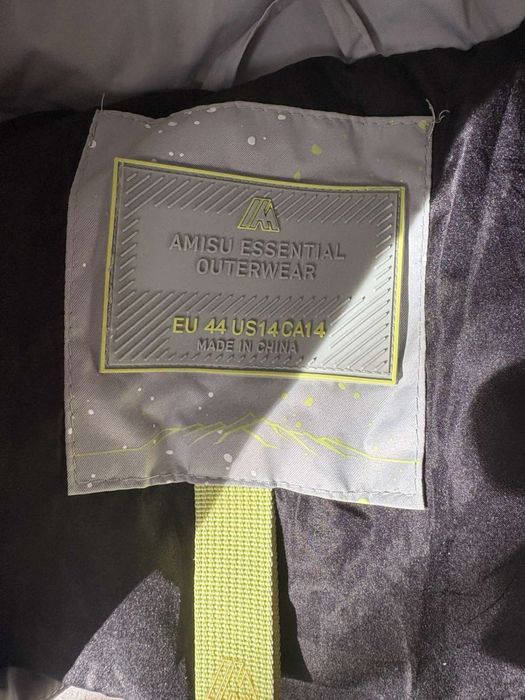 AMISU ESSENTIAL
OUTERWEAR
EU 44 US14 CA14
MADE IN CHINA